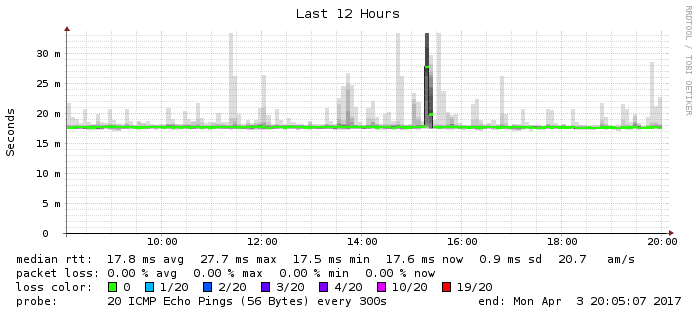 Last 12 Hours
RRDTOOL / TOBI OETIKER
Seconds
30 m
25 m
20 m
15 m
10 m
5 m
0
10:00 12:00 14:00 16:00 18:00 20:00
median rtt: 17.8 ms avg 27.7 ms max 17.5 ms min 17.6 ms now 0.9 ms sd 20.7 am/s
packet loss: 0.00 % avg 0.00 % max 0.00 % min 0.00 % now
loss color: 0 1/20 2/20 3/20 4/20 10/20 19/20
probe: 20 ICMP Echo Pings (56 Bytes) every 300s end: Mon Apr 3 20:05:07 2017